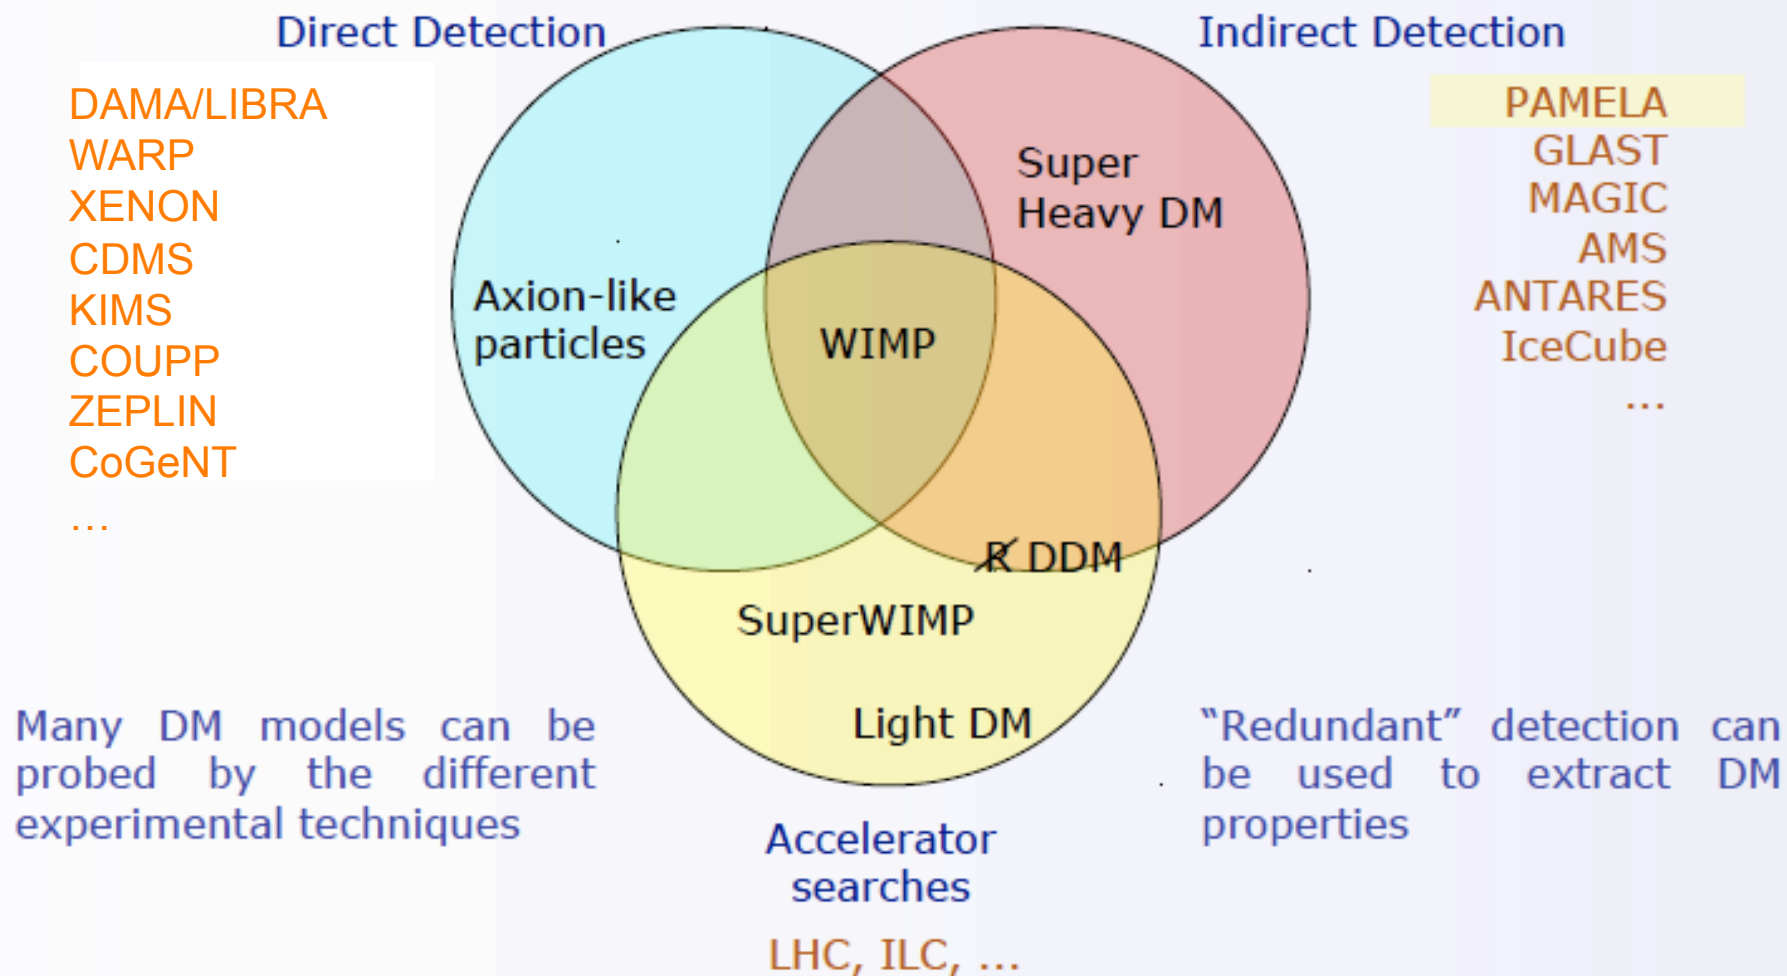 Direct Detection
Indirect Detection
DAMA/LIBRA
WARP
XENON
CDMS
KIMS
COUPP
ZEPLIN
CoGeNT
…
PAMELA
GLAST
MAGIC
AMS
ANTARES
IceCube
...
Super
Heavy DM
Axion-like
particles
WIMP
R̸ DDM
SuperWIMP
Light DM
Many DM models can be
probed by the different
experimental techniques
“Redundant” detection can
be used to extract DM
properties
Accelerator
searches
LHC, ILC, ...